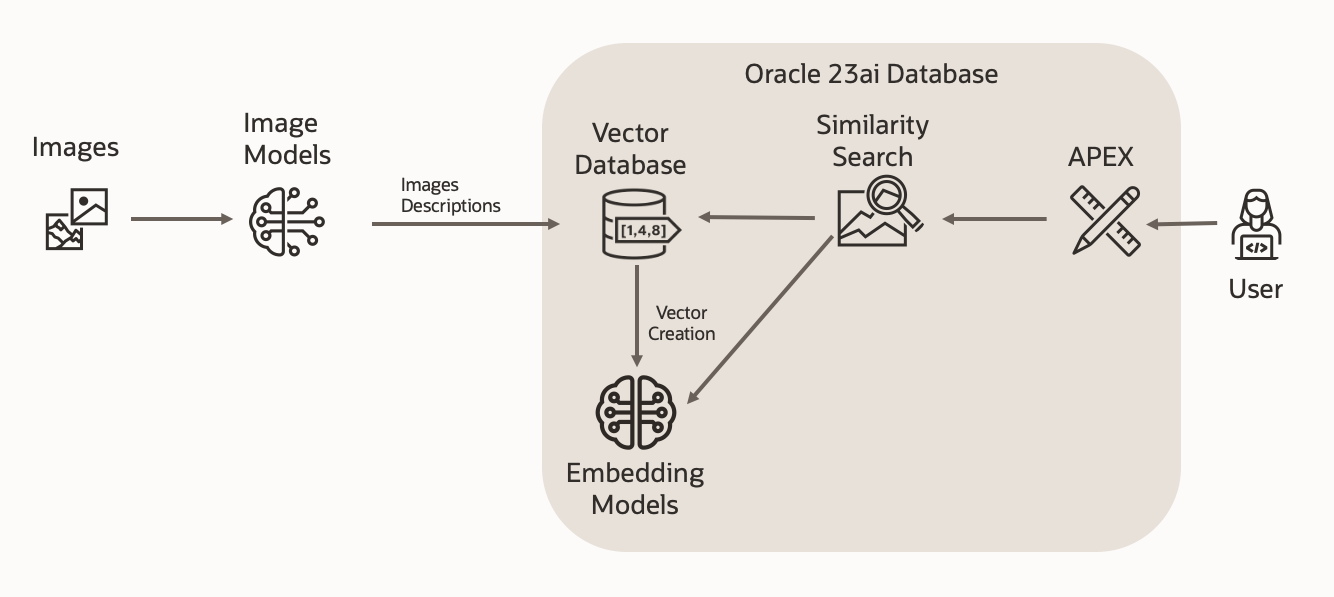 Oracle 23ai Database
Images
Image
Models
Images
Descriptions
Vector
Database
[1,4,8]
Similarity
Search
APEX
</>
User
Vector
Creation
Embedding
Models